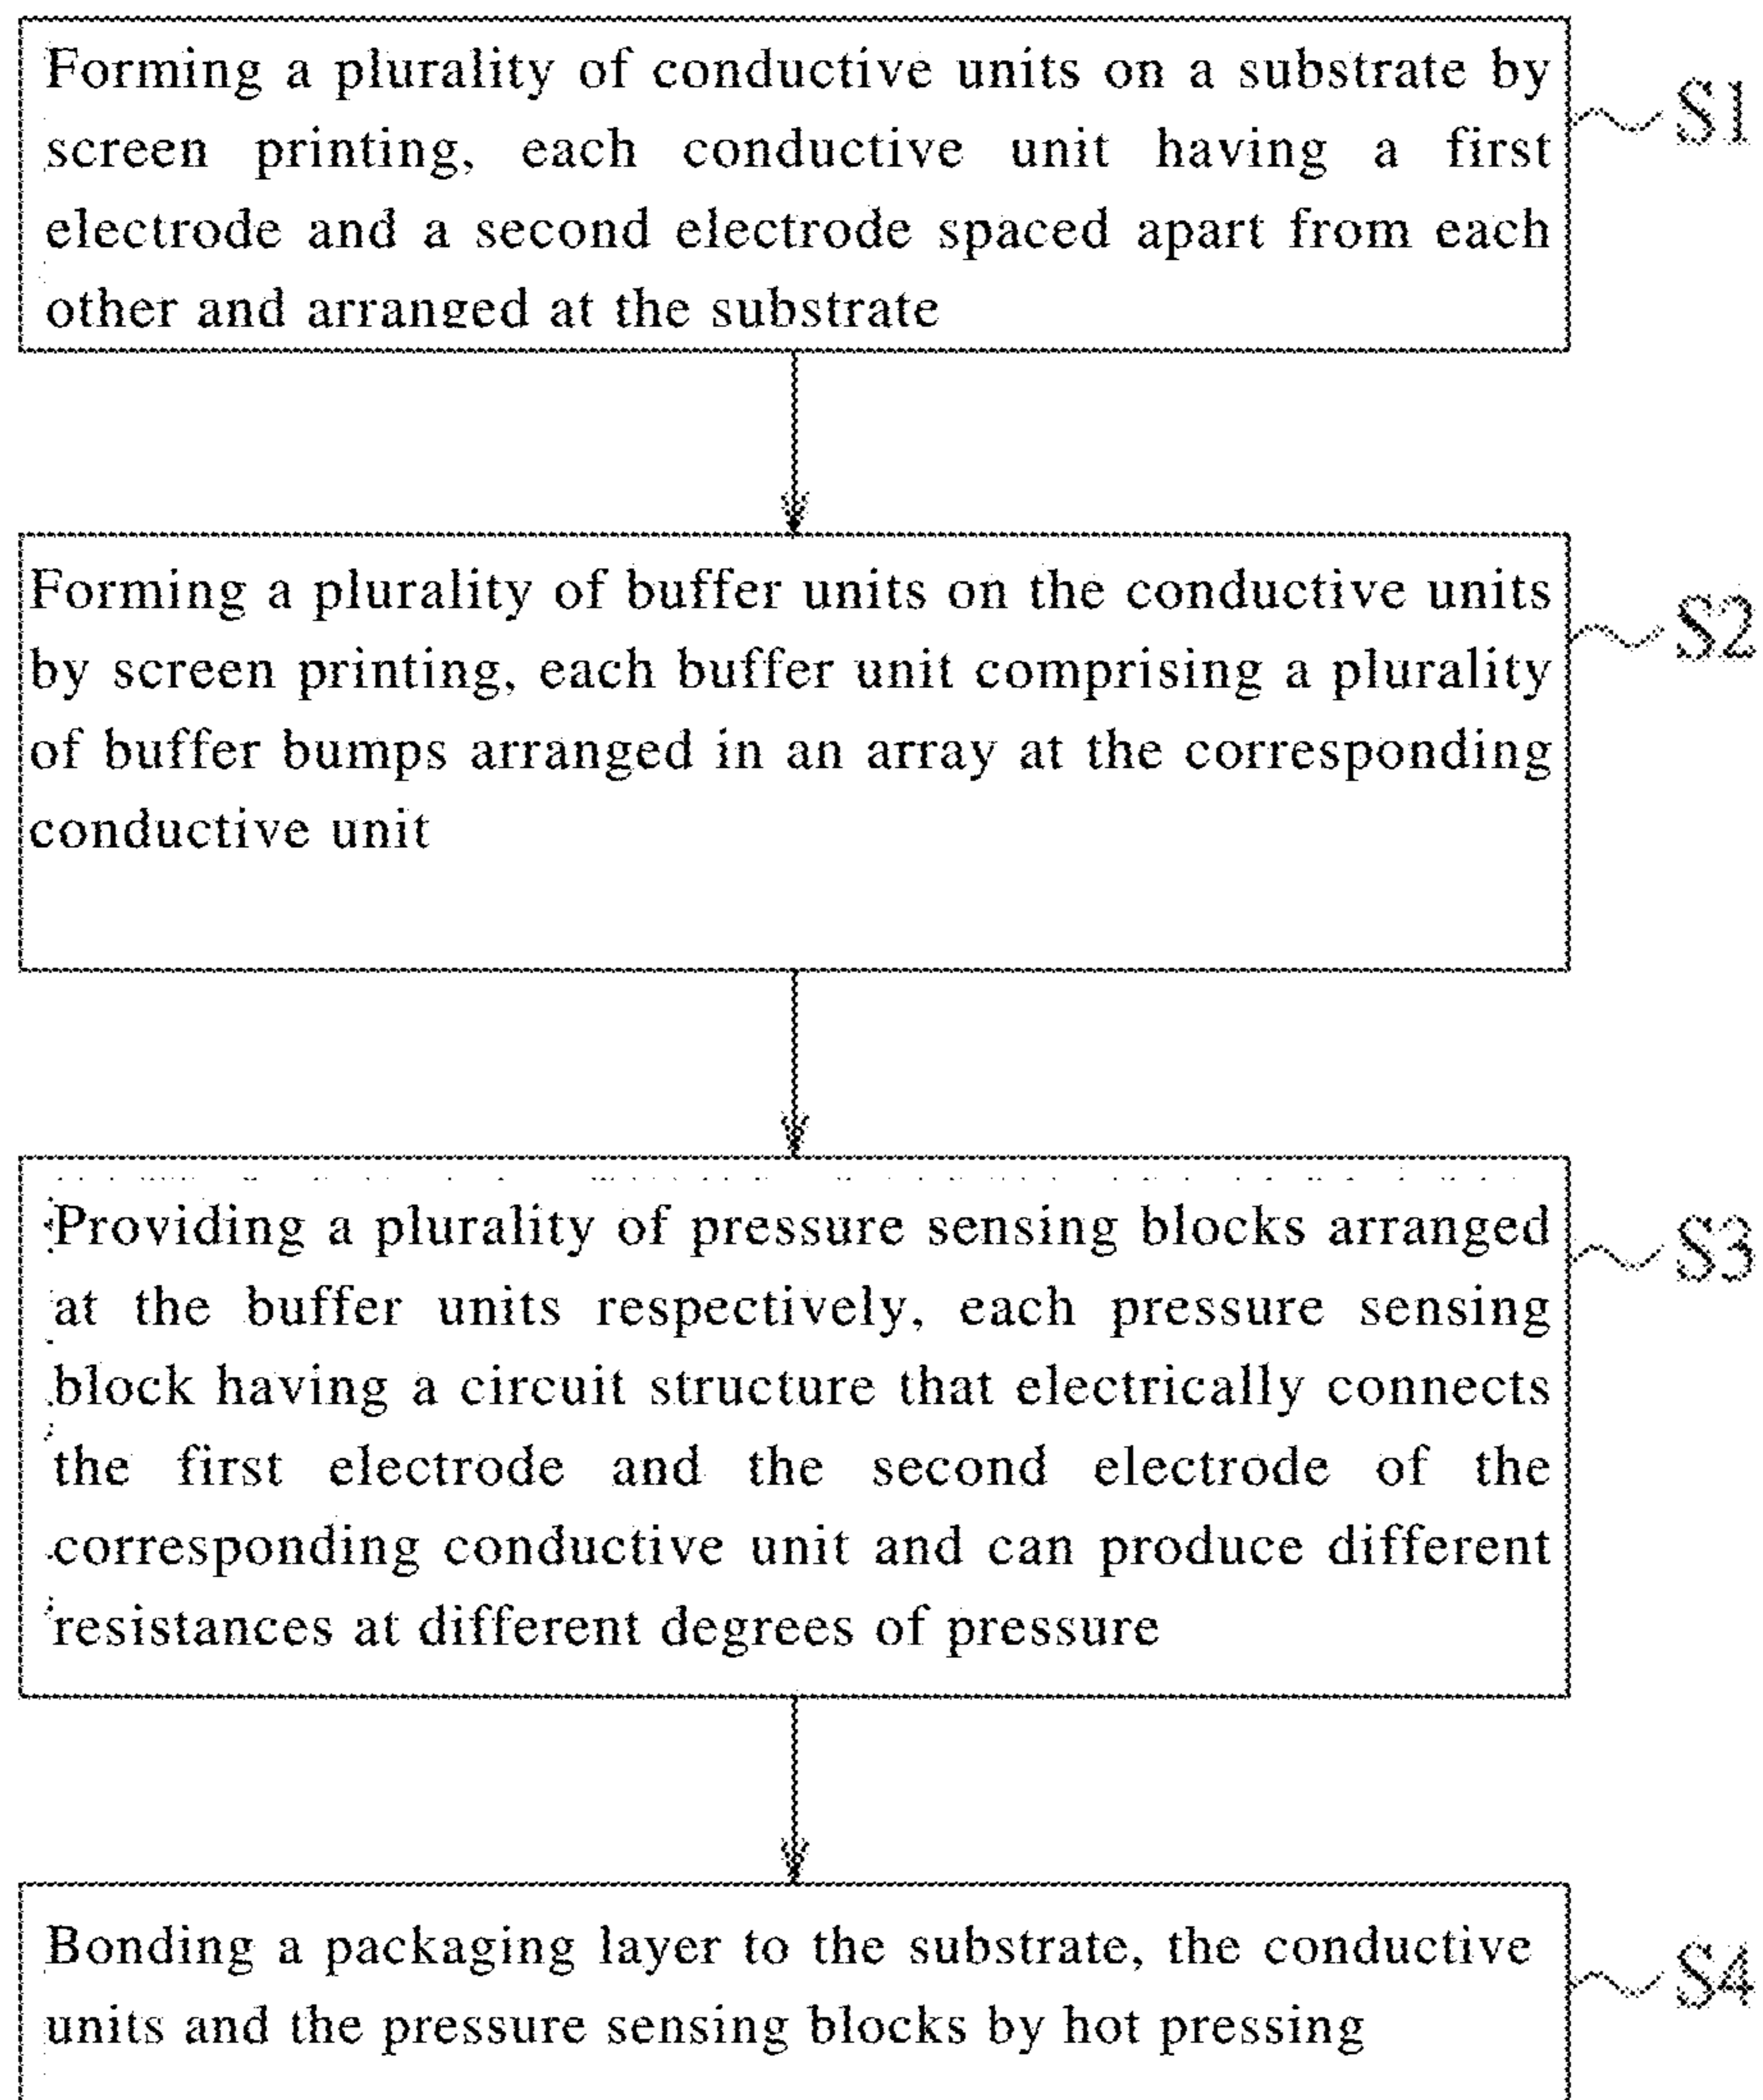 Forming a plurality of conductive units on a substrate by
screen printing, each conductive unit having a first
electrode and a second electrode spaced apart from each
other and arranged at the substrate
S1
Forming a plurality of buffer units on the conductive units
by screen printing, each buffer unit comprising a plurality
of buffer bumps arranged in an array at the corresponding
conductive unit
S2
Providing a plurality of pressure sensing blocks arranged
at the buffer units respectively, each pressure sensing
block having a circuit structure that electrically connects
the first electrode and the second electrode of the
corresponding conductive unit and can produce different
resistances at different degrees of pressure
S3
Bonding a packaging layer to the substrate, the conductive
units and the pressure sensing blocks by hot pressing
S4